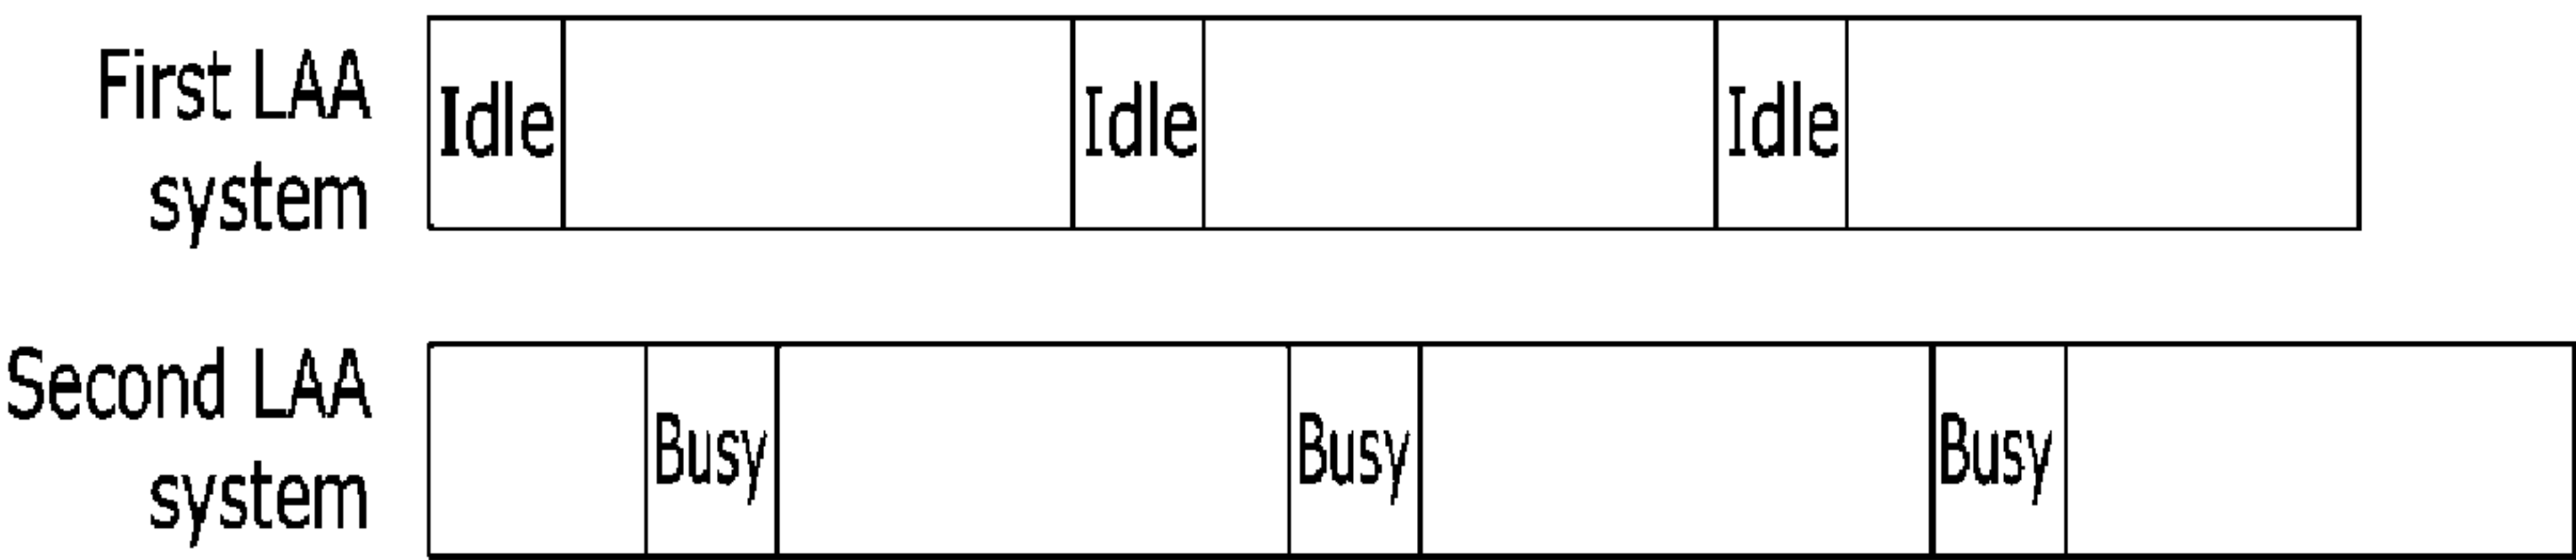 First LAA
system
Idle
Idle
Idle
Second LAA
system
Busy
Busy
Busy